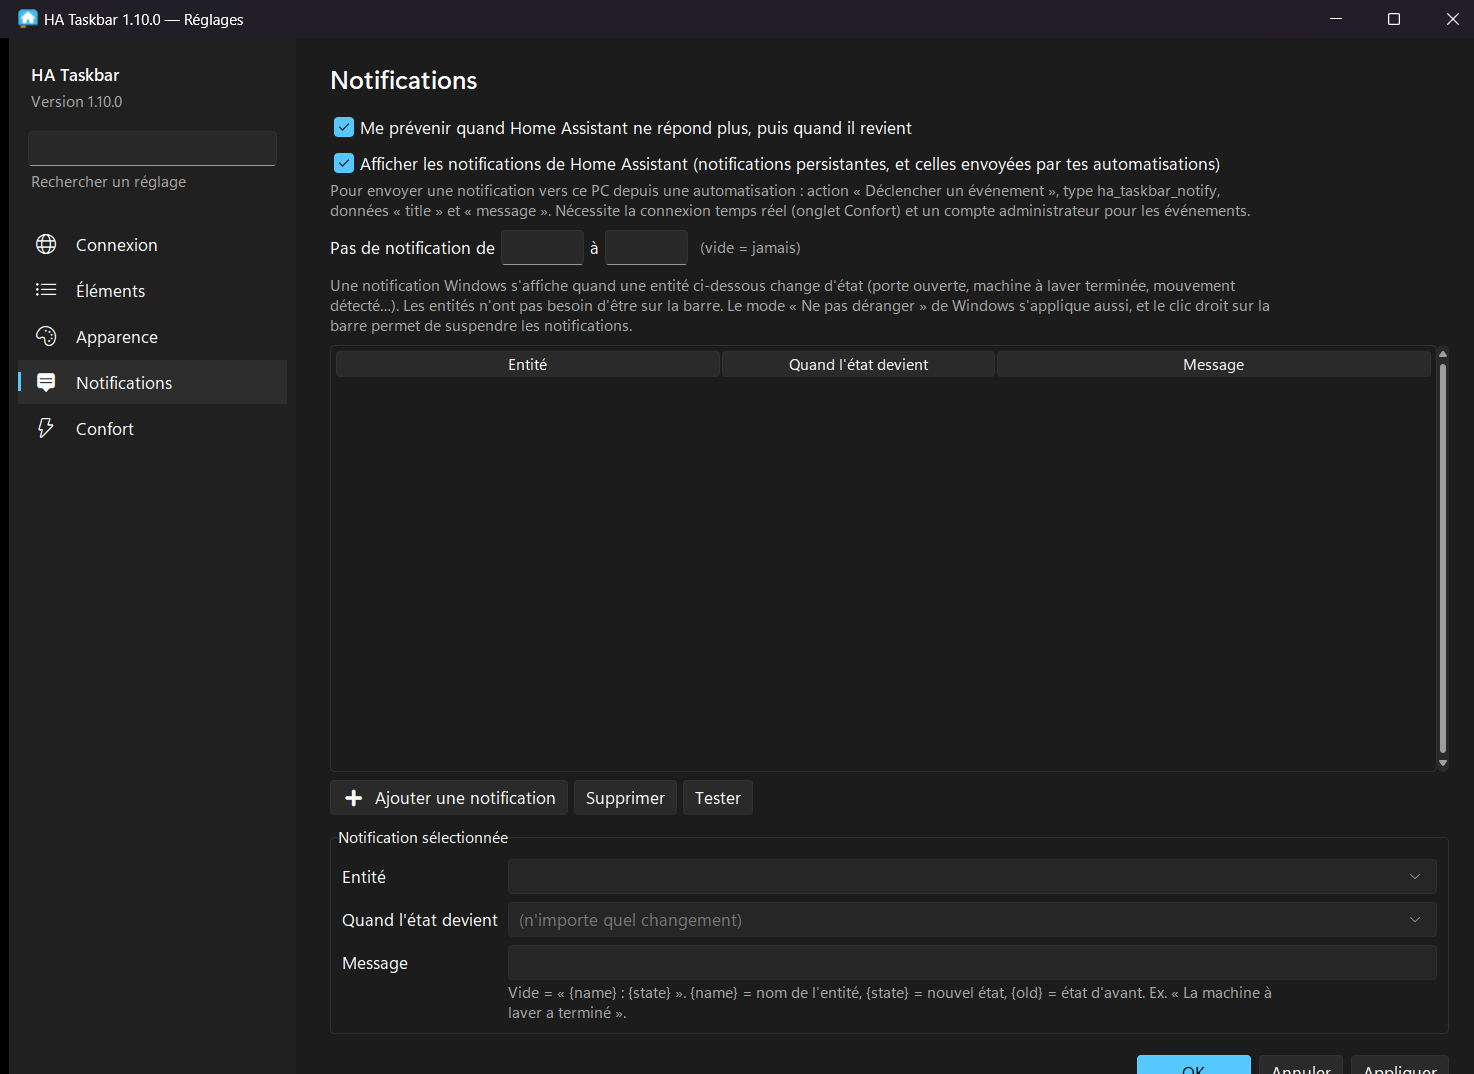 HA Taskbar 1.10.0 — Réglages
HA Taskbar
Version 1.10.0
Rechercher un réglage
Connexion
Éléments
Apparence
Notifications
Confort
Notifications
Me prévenir quand Home Assistant ne répond plus, puis quand il revient
Afficher les notifications de Home Assistant (notifications persistantes, et celles envoyées par tes automatisations)
Pour envoyer une notification vers ce PC depuis une automatisation : action « Déclencher un événement », type ha_taskbar_notify,
données « title » et « message ». Nécessite la connexion temps réel (onglet Confort) et un compte administrateur pour les événements.
Pas de notification de à (vide = jamais)
Une notification Windows s'affiche quand une entité ci-dessous change d'état (porte ouverte, machine à laver terminée, mouvement
détecté...). Les entités n'ont pas besoin d'être sur la barre. Le mode « Ne pas déranger » de Windows s'applique aussi, et le clic droit sur la
barre permet de suspendre les notifications.
Entité Quand l'état devient Message
Ajouter une notification Supprimer Tester
Notification sélectionnée
Entité
Quand l'état devient (n'importe quel changement)
Message
Vide = « {name} : {state} ». {name} = nom de l'entité, {state} = nouvel état, {old} = état d'avant. Ex. « La machine à
laver a terminé ».
OK Annuler Appliquer